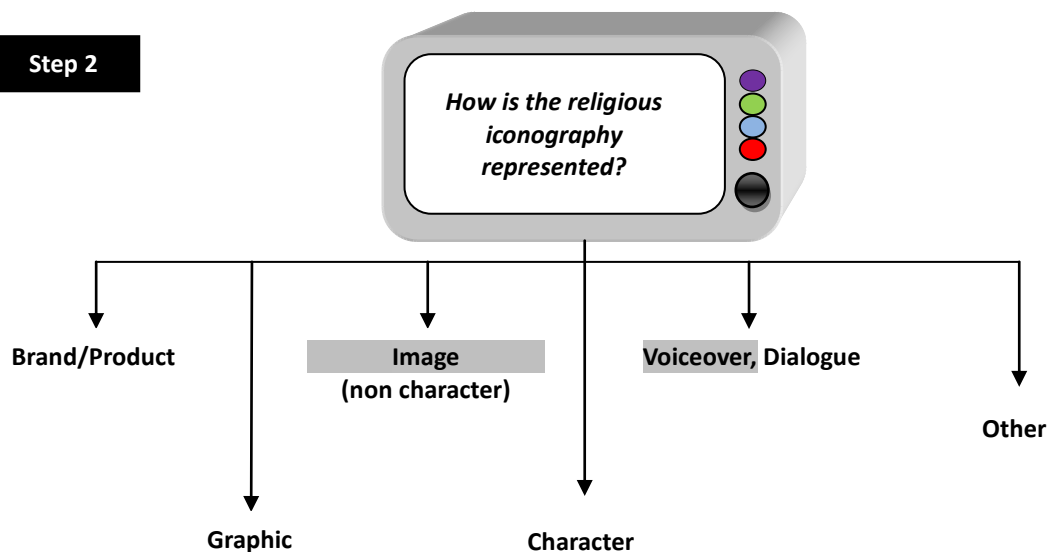 Step 2
How is the religious
iconography
represented?
Brand/Product
Image
(non character)
Voiceover, Dialogue
Other
Graphic
Character